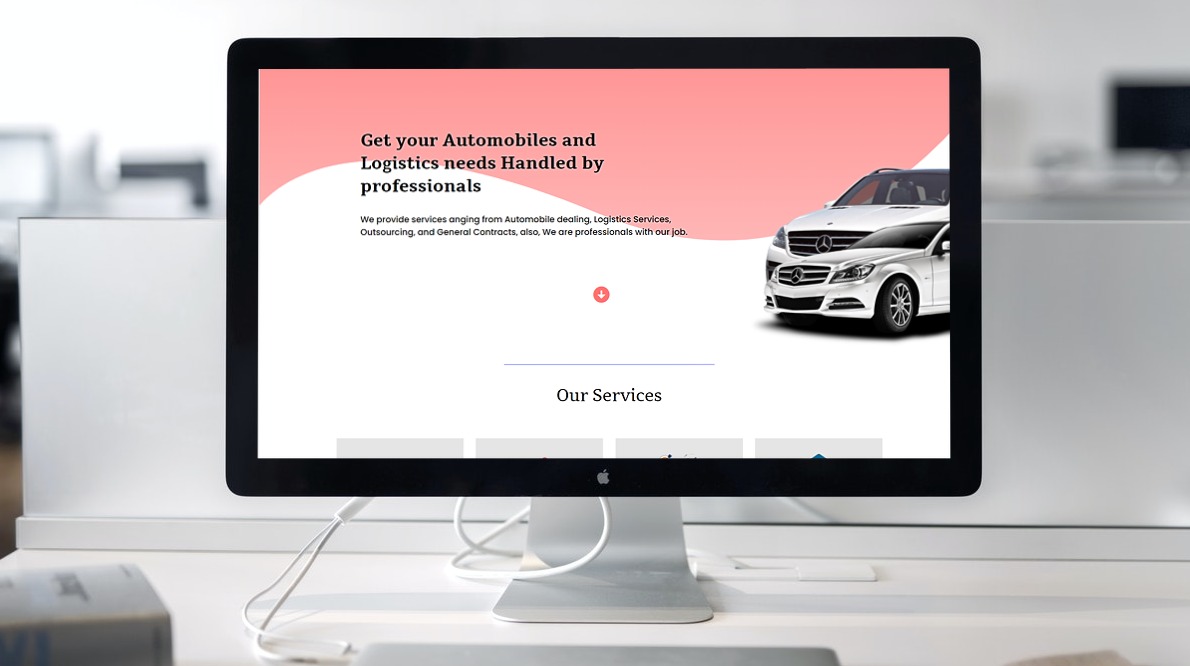 Get your Automobiles and
Logistics needs Handled by
professionals
We provide services anging from Automobile dealing, Logistics Services,
Outsourcing, and General Contracts, also, We are professionals with our job.
Our Services